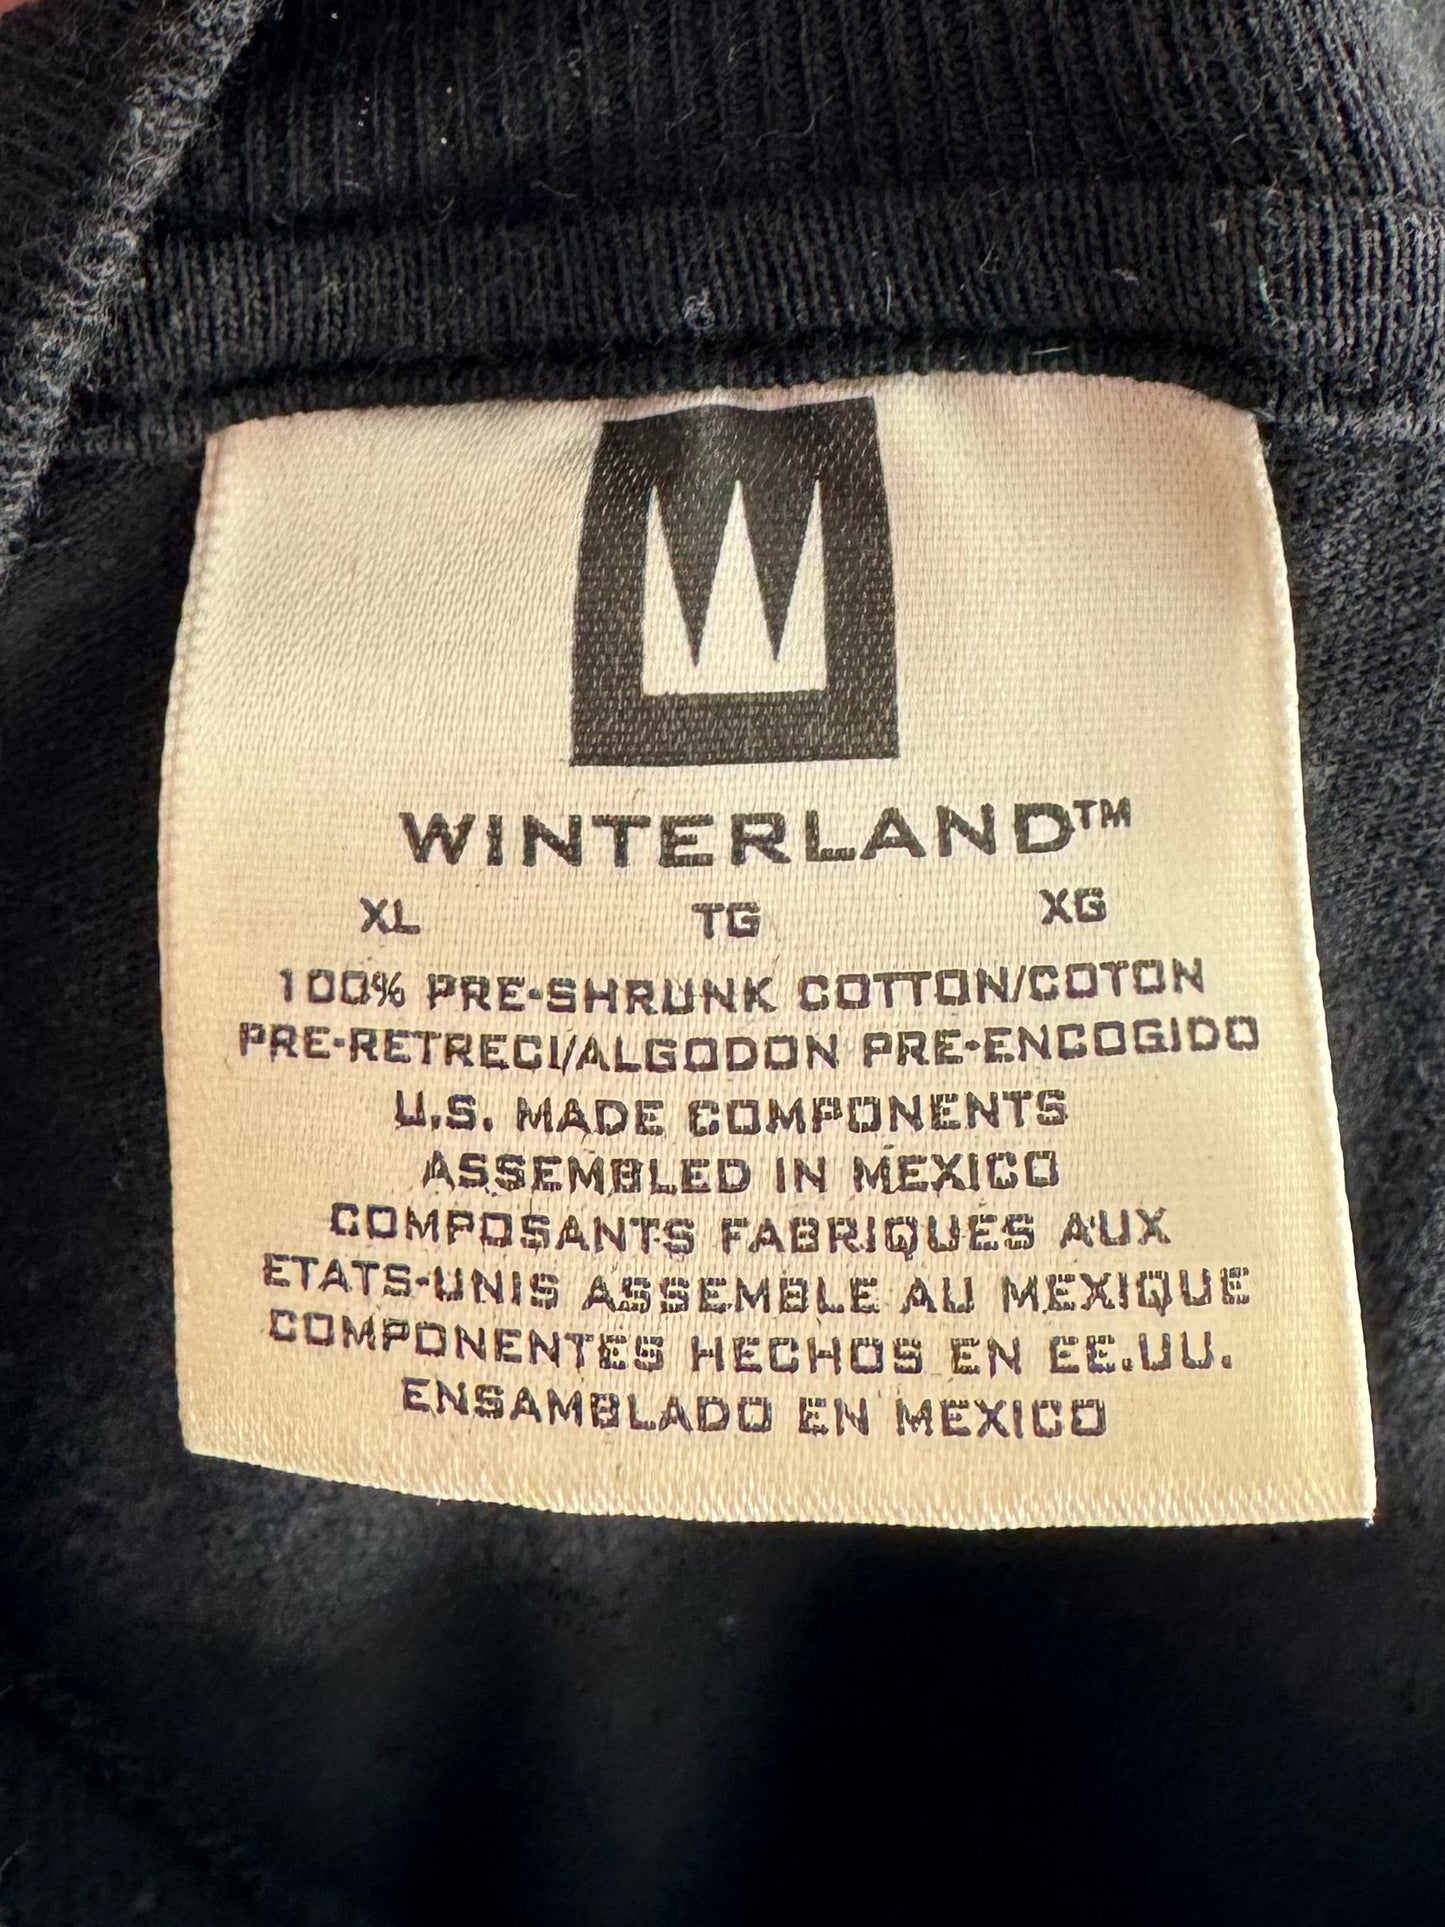 WINTERLAND™
XL TG XG
100% PRE-SHRUNK COTTON/COTON
PRE-RETRECI/ALGODON PRE-ENCOGIDO
U.S. MADE COMPONENTS
ASSEMBLED IN MEXICO
COMPOSANTS FABRIQUES AUX
ETATS-UNIS ASSEMBLE AU MEXIQUE
COMPONENTES HECHOS EN EE.UU.
ENSAMBLADO EN MEXICO